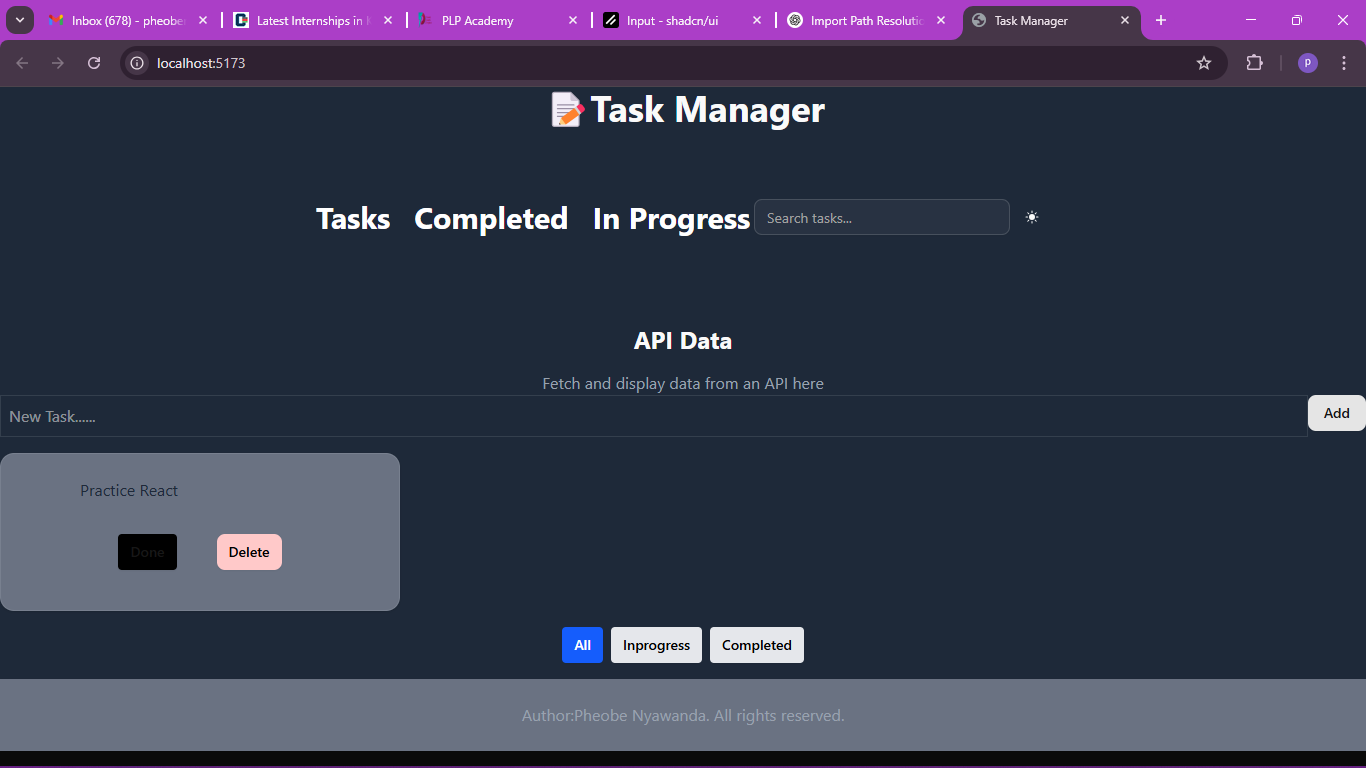 Inbox (678) - pheobe
Latest Internships in
PLP Academy
Input - shadcn/ui
Import Path Resolutio
Task Manager
localhost:5173
p
Task Manager
Tasks Completed In Progress Search tasks...
API Data
Fetch and display data from an API here
New Task...... Add
Practice React
Done Delete
All Inprogress Completed
Author:Pheobe Nyawanda. All rights reserved.